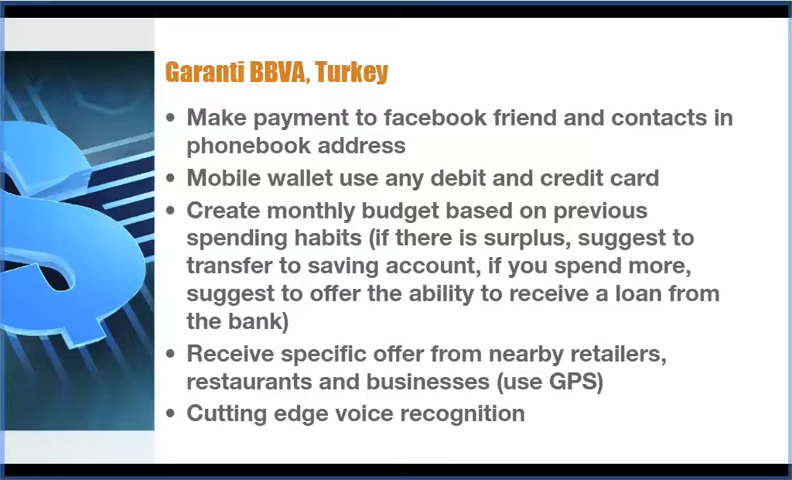 Garanti BBVA, Turkey
• Make payment to facebook friend and contacts in
phonebook address
• Mobile wallet use any debit and credit card
• Create monthly budget based on previous
spending habits (if there is surplus, suggest to
transfer to saving account, if you spend more,
suggest to offer the ability to receive a loan from
the bank)
• Receive specific offer from nearby retailers,
restaurants and businesses (use GPS)
• Cutting edge voice recognition